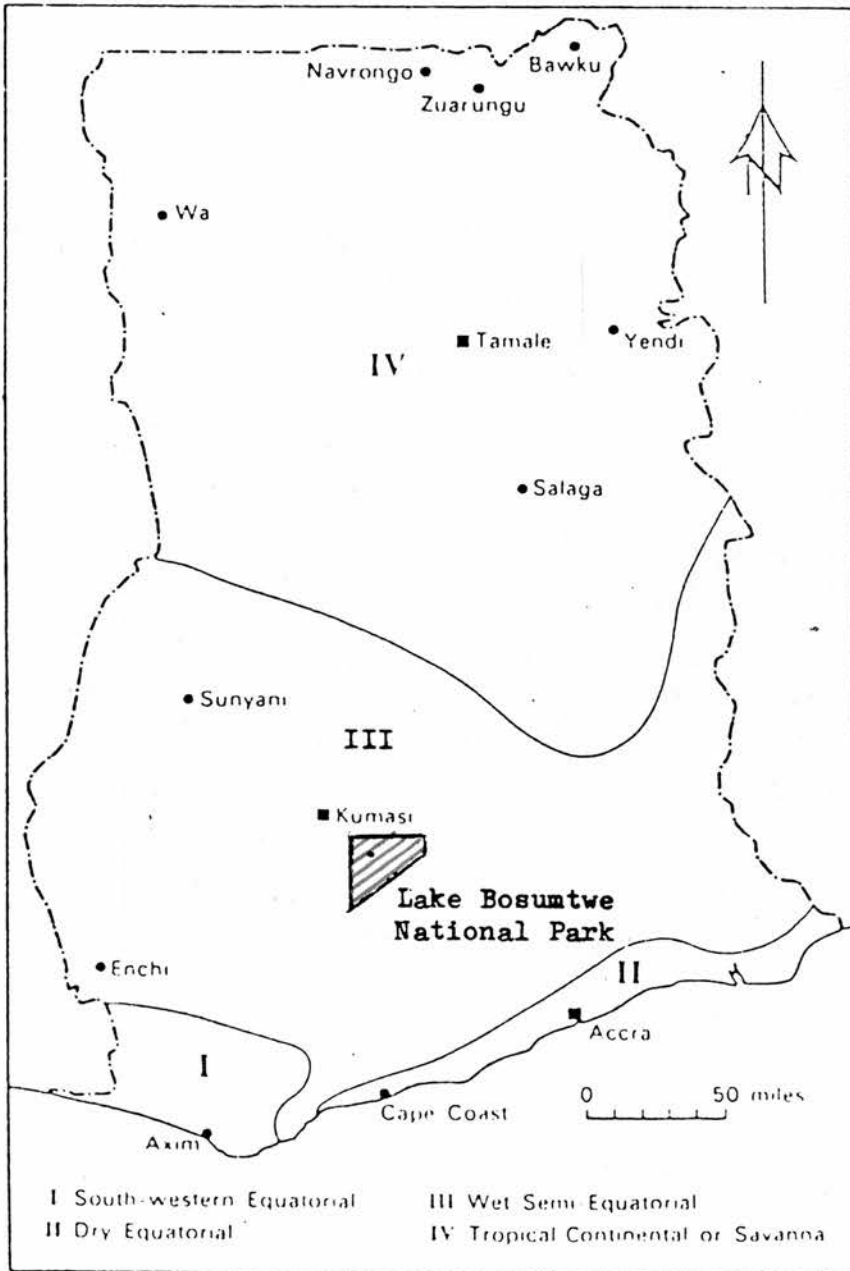 Bawku
Navrongo
Zuarungu
Wa
Tamale
Yendi
IV
Salaga
Sunyani
III
Kumasi
Lake Bosumtwe
National Park
Enchi
II
Accra
I
0 50 miles
Cape Coast
Axim
I South-western Equatorial
II Dry Equatorial
III Wet Semi-Equatorial
IV Tropical Continental or Savanna